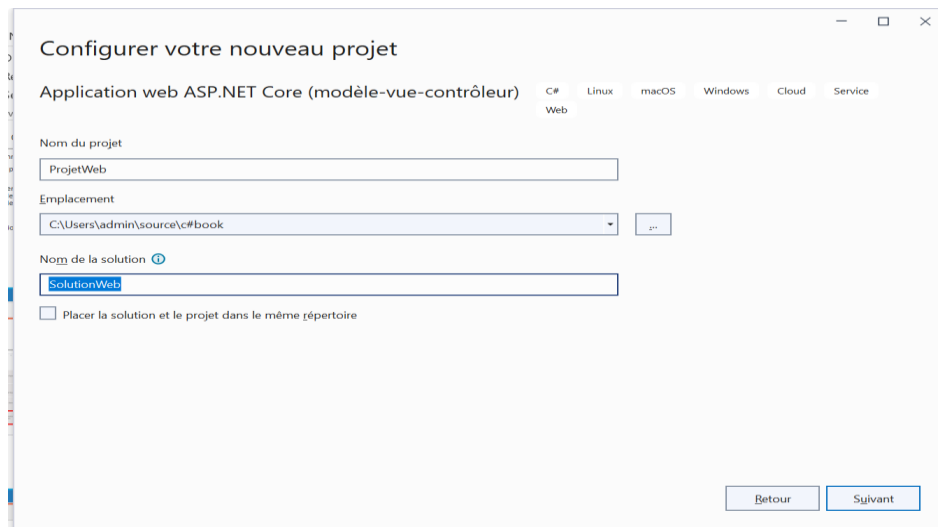 Configurer votre nouveau projet
Application web ASP.NET Core (modèle-vue-contrôleur) C# Linux macOS Windows Cloud Service
Web
Nom du projet
ProjetWeb
Emplacement
C:\Users\admin\source\c#book
...
Nom de la solution
SolutionWeb
Placer la solution et le projet dans le même répertoire
Retour Suivant